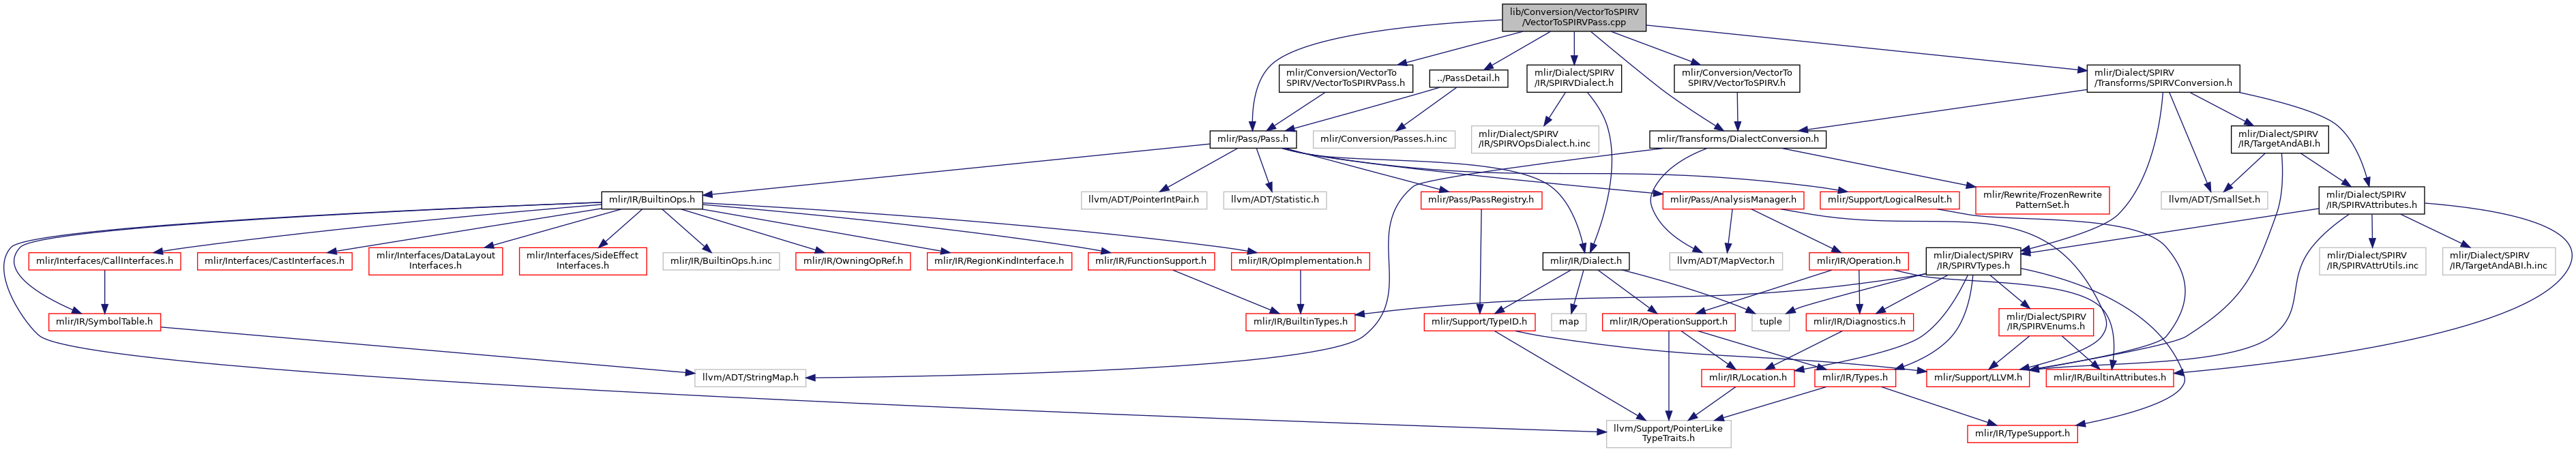 lib/Conversion/VectorToSPIRV
/VectorToSPIRVPass.cpp
mlir/Conversion/VectorTo
SPIRV/VectorToSPIRVPass.h
../PassDetail.h
mlir/Dialect/SPIRV
/IR/SPIRVDialect.h
mlir/Conversion/VectorTo
SPIRV/VectorToSPIRV.h
mlir/Dialect/SPIRV
/Transforms/SPIRVConversion.h
mlir/Pass/Pass.h
mlir/Conversion/Passes.h.inc
mlir/Dialect/SPIRV
/IR/SPIRVOpsDialect.h.inc
mlir/Transforms/DialectConversion.h
mlir/Dialect/SPIRV
/IR/TargetAndABI.h
mlir/IR/BuiltinOps.h
llvm/ADT/PointerIntPair.h
llvm/ADT/Statistic.h
mlir/Pass/PassRegistry.h
mlir/Pass/AnalysisManager.h
mlir/Support/LogicalResult.h
mlir/Rewrite/FrozenRewrite
PatternSet.h
llvm/ADT/SmallSet.h
mlir/Dialect/SPIRV
/IR/SPIRVAttributes.h
mlir/Interfaces/CallInterfaces.h
mlir/Interfaces/CastInterfaces.h
mlir/Interfaces/DataLayout
Interfaces.h
mlir/Interfaces/SideEffect
Interfaces.h
mlir/IR/BuiltinOps.h.inc
mlir/IR/OwningOpRef.h
mlir/IR/RegionKindInterface.h
mlir/IR/FunctionSupport.h
mlir/IR/OpImplementation.h
mlir/IR/Dialect.h
llvm/ADT/MapVector.h
mlir/IR/Operation.h
mlir/Dialect/SPIRV
/IR/SPIRVTypes.h
mlir/Dialect/SPIRV
/IR/SPIRVAttrUtils.inc
mlir/Dialect/SPIRV
/IR/TargetAndABI.h.inc
mlir/IR/SymbolTable.h
mlir/IR/BuiltinTypes.h
mlir/Support/TypeID.h
map
mlir/IR/OperationSupport.h
tuple
mlir/IR/Diagnostics.h
mlir/Dialect/SPIRV
/IR/SPIRVEnums.h
llvm/ADT/StringMap.h
mlir/IR/Location.h
mlir/IR/Types.h
mlir/Support/LLVM.h
mlir/IR/BuiltinAttributes.h
llvm/Support/PointerLike
TypeTraits.h
mlir/IR/TypeSupport.h